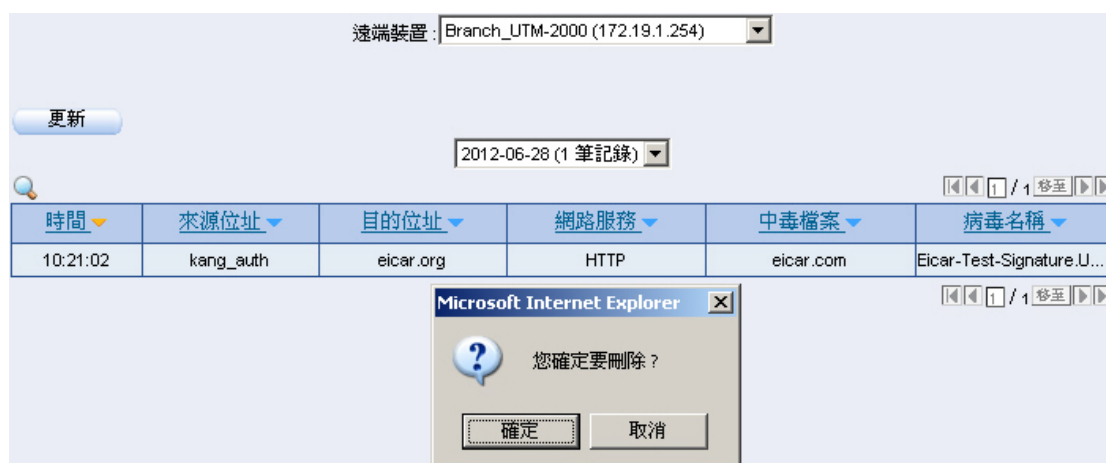 遠端裝置 : Branch_UTM-2000 (172.19.1.254)
更新
2012-06-28 (1 筆記錄)
1 / 1 移至
時間 來源位址 目的位址 網路服務 中毒檔案 病毒名稱
10:21:02 kang_auth eicar.org HTTP eicar.com Eicar-Test-Signature.U...
1 / 1 移至
Microsoft Internet Explorer
您確定要刪除？
確定 取消